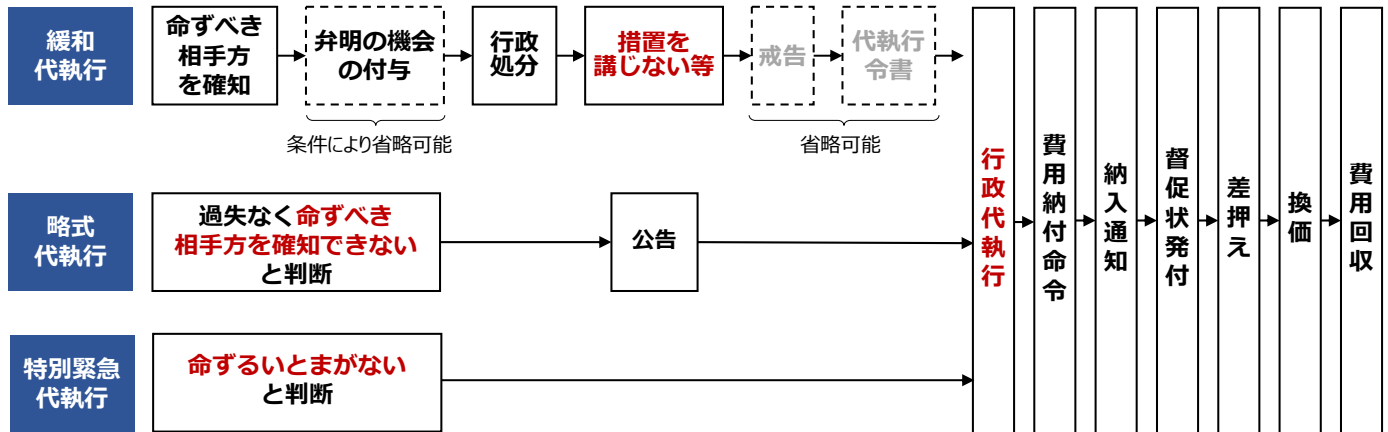 緩和
代執行
命ずべき
相手方
を確知
弁明の機会
の付与
行政
処分
措置を
講じない等
戒告
代執行
令書
条件により省略可能
省略可能
略式
代執行
過失なく命ずべき
相手方を確知できない
と判断
公告
特別緊急
代執行
命ずるいとまがない
と判断
行政代執行
費用納付命令
納入通知
督促状発付
差押え
換価
費用回収